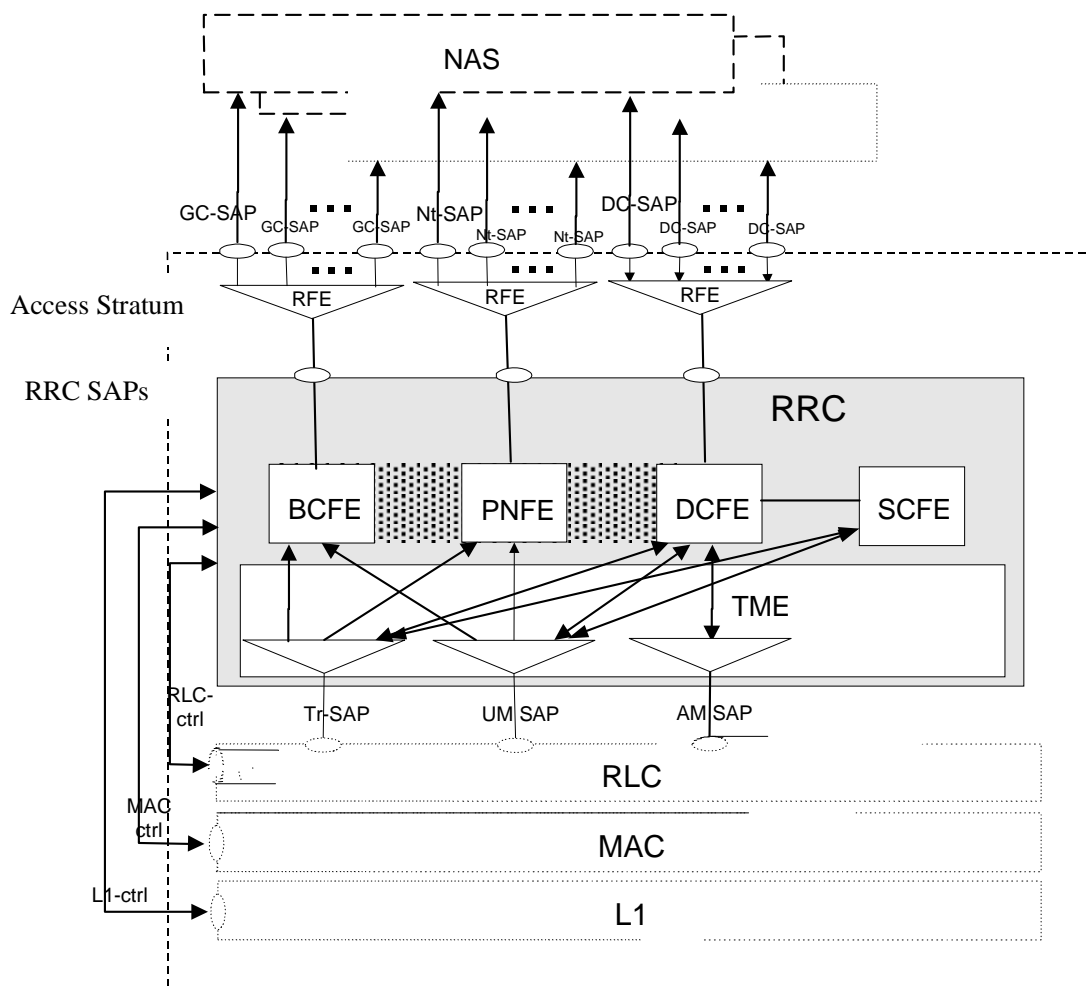 NAS
GC-SAP
GC-SAP
GC-SAP
Nt-SAP
Nt-SAP
Nt-SAP
DC-SAP
DC-SAP
DC-SAP
RFE
RFE
RFE
Access Stratum
RRC SAPs
RRC
BCFE
PNFE
DCFE
SCFE
TME
RLC-
ctrl
Tr-SAP
UM SAP
AM SAP
RLC
MAC
ctrl
MAC
L1-ctrl
L1